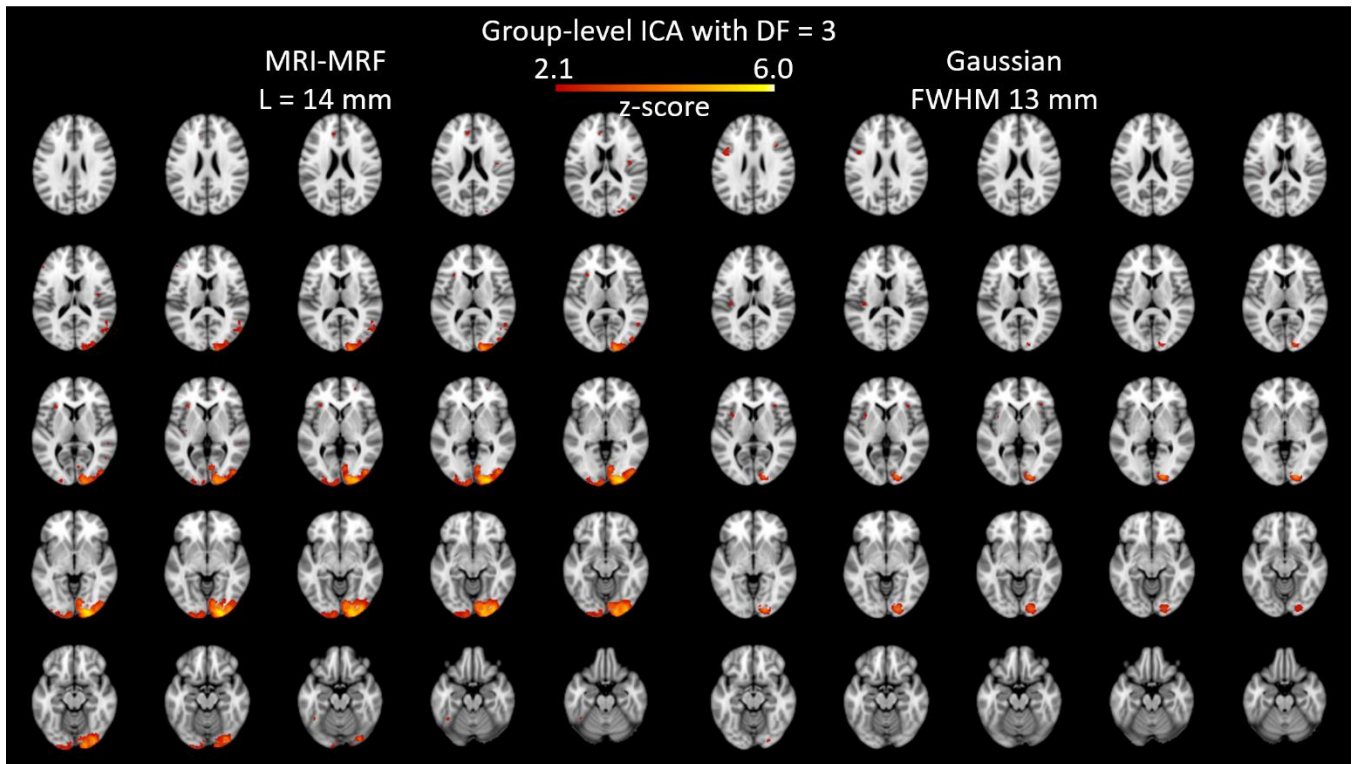 Group-level ICA with DF = 3
MRI-MRF
L = 14 mm
2.1
6.0
z-score
Gaussian
FWHM 13 mm